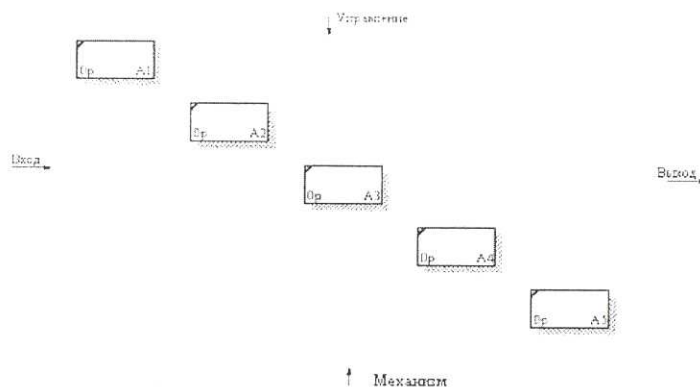 Управление
0р A1
0р A2
Вход
0р A3
Выход
0р A4
0р A5
Механизм